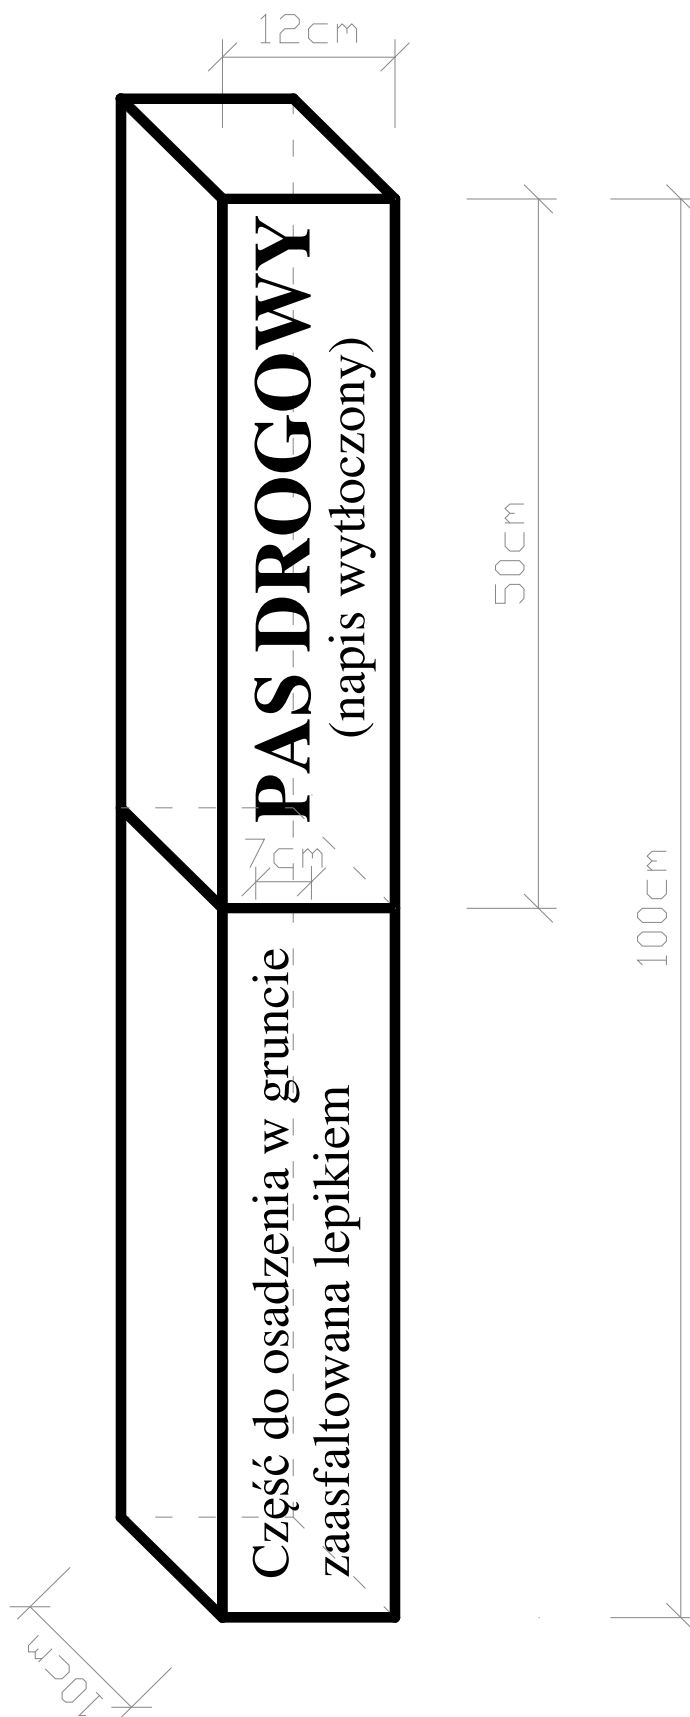 12cm
PAS DROGOWY
(napis wytłoczony)
50cm
7cm
100cm
Część do osadzenia w gruncie
zaasfaltowana lepikiem
10cm